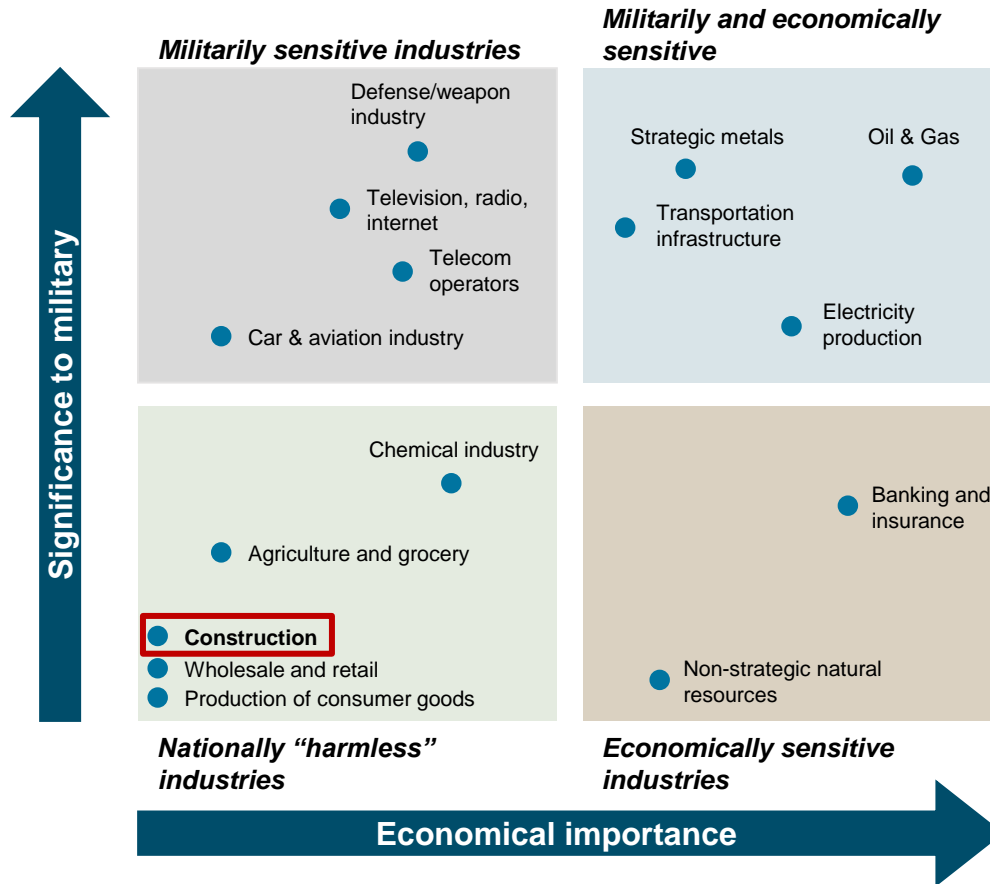 Militarily sensitive industries
Militarily and economically
sensitive
Defense/weapon
industry
Television, radio,
internet
Telecom
operators
Car & aviation industry
Strategic metals
Oil & Gas
Transportation
infrastructure
Electricity
production
Significance to military
Chemical industry
Agriculture and grocery
Construction
Wholesale and retail
Production of consumer goods
Banking and
insurance
Non-strategic natural
resources
Nationally “harmless”
industries
Economically sensitive
industries
Economical importance